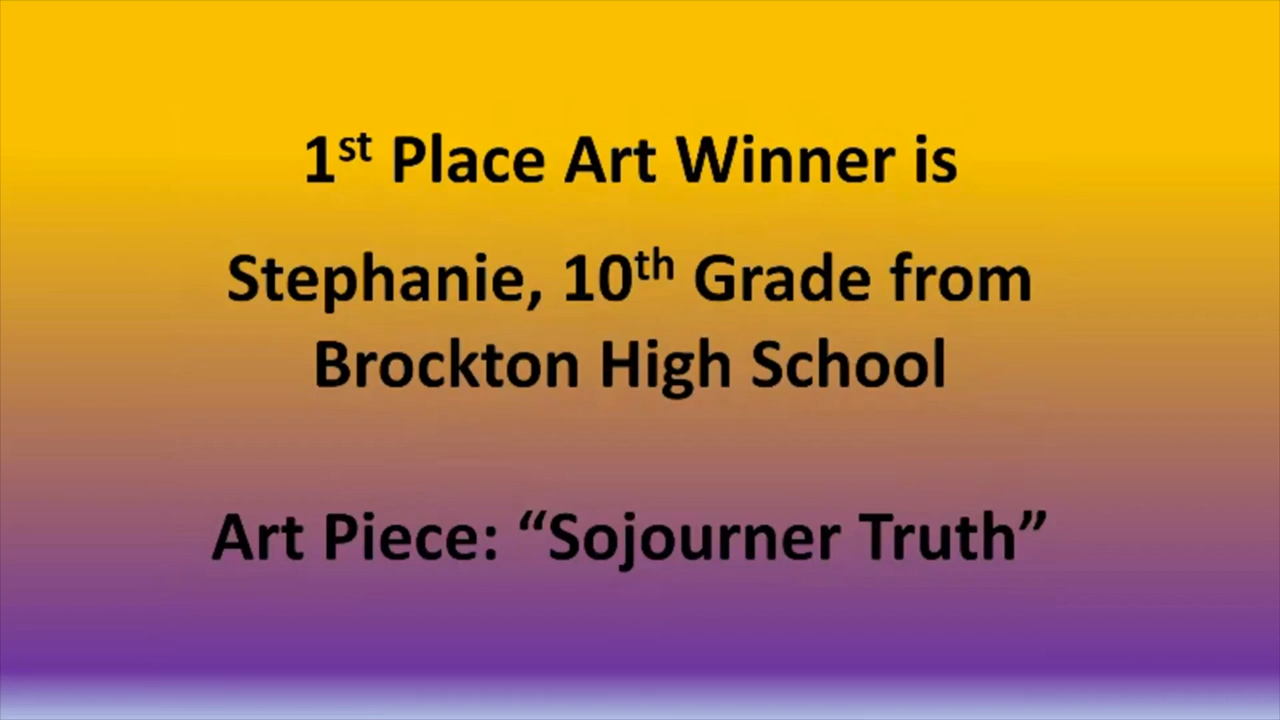 1st Place Art Winner is
Stephanie, 10th Grade from
Brockton High School
Art Piece: “Sojourner Truth”